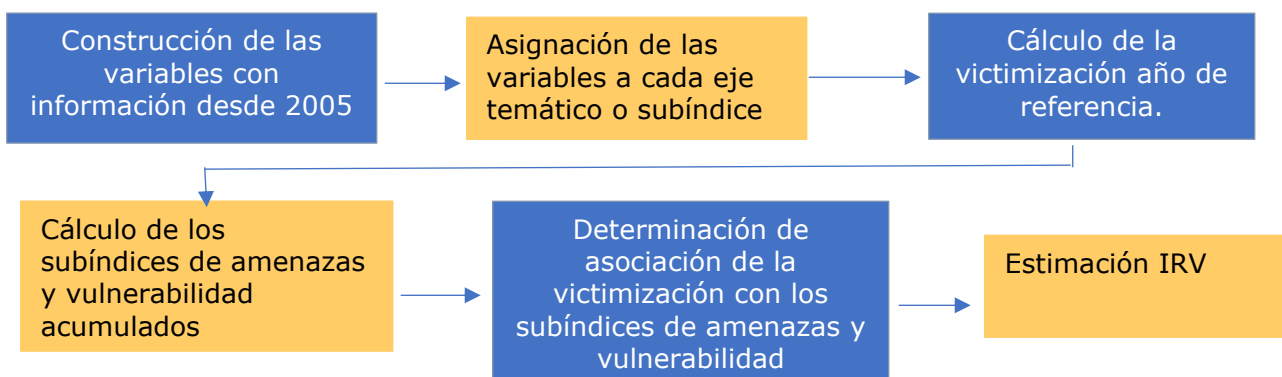 Construcción de las
variables con
información desde 2005
Asignación de las
variables a cada eje
temático o subíndice
Cálculo de la
victimización año de
referencia.
Cálculo de los
subíndices de amenazas
y vulnerabilidad
acumulados
Determinación de
asociación de la
victimización con los
subíndices de amenazas y
vulnerabilidad
Estimación IRV